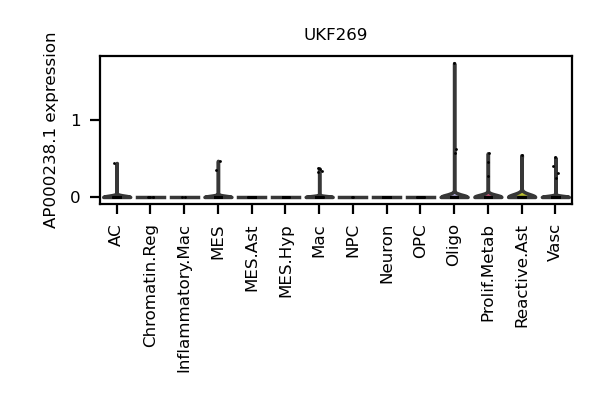 UKF269
AP000238.1 expression
1
0
AC
Chromatin.Reg
Inflammatory.Mac
MES
MES.Ast
MES.Hyp
Mac
NPC
Neuron
OPC
Oligo
Prolif.Metab
Reactive.Ast
Vasc